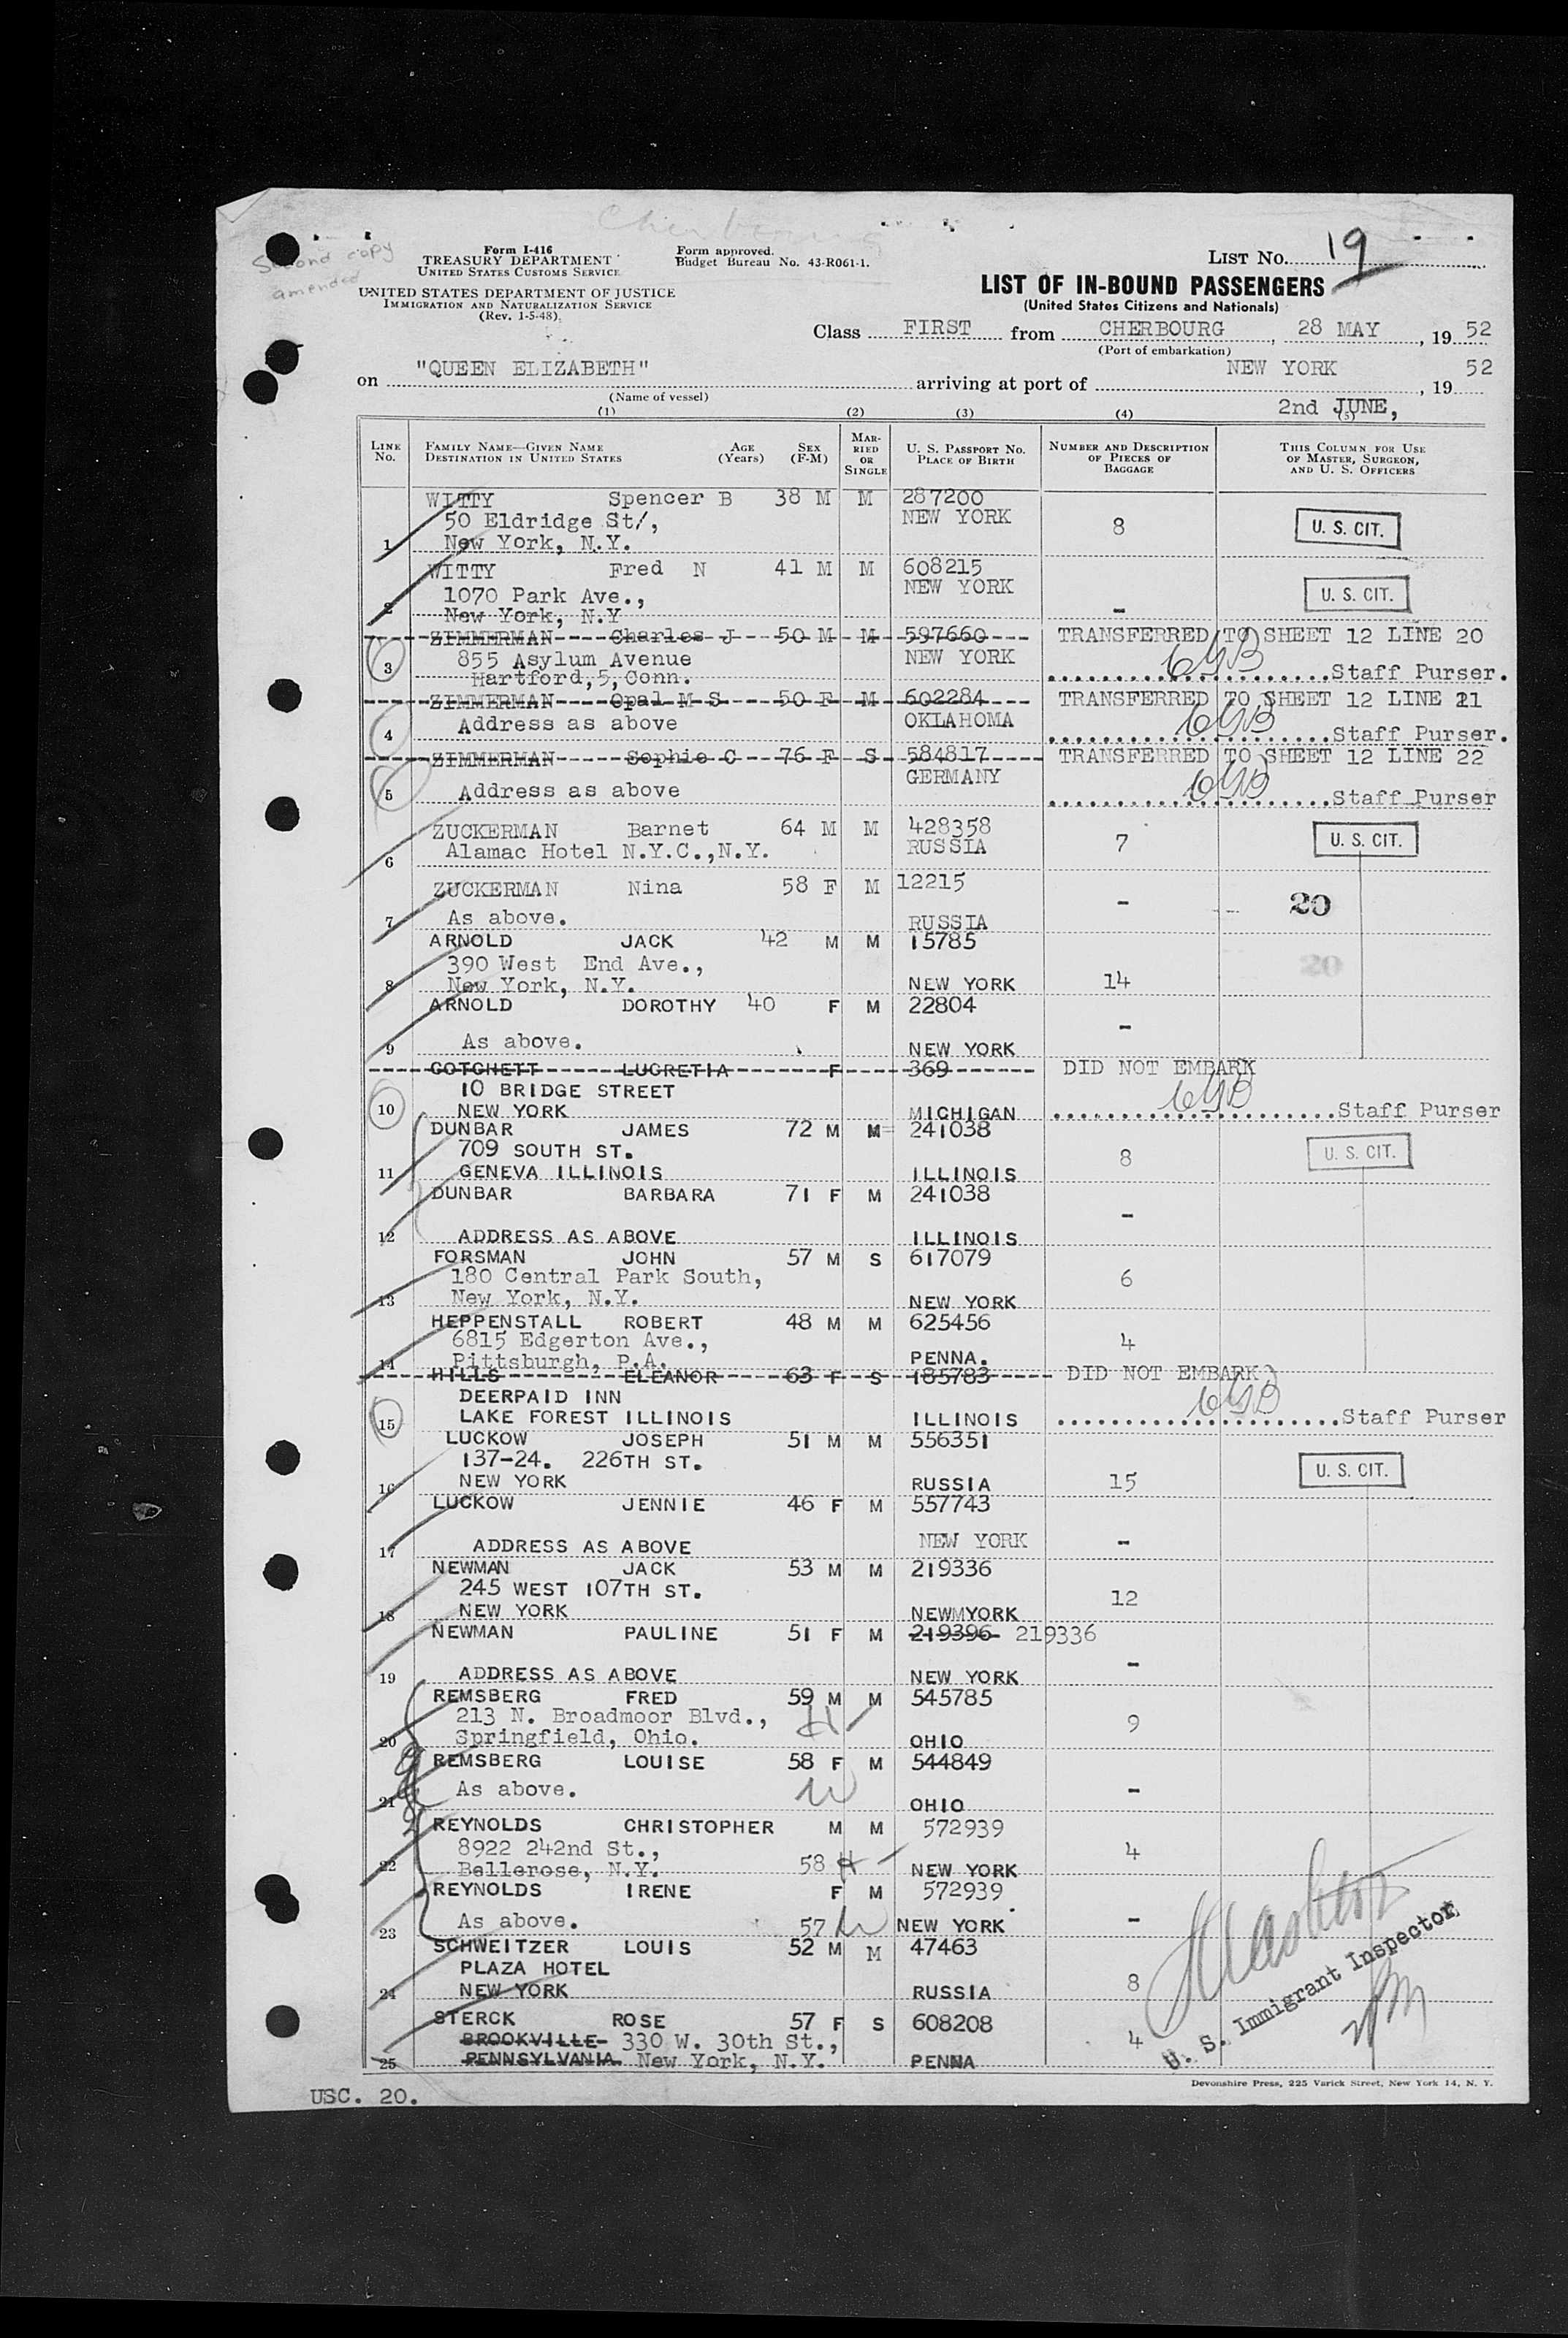 Cherbourg
Second copy
amended
Form I-416
TREASURY DEPARTMENT
UNITED STATES CUSTOMS SERVICE
UNITED STATES DEPARTMENT OF JUSTICE
IMMIGRATION AND NATURALIZATION SERVICE
(Rev. 1-5-48)
Form approved.
Budget Bureau No. 43-R061-1.
LIST No. 19
LIST OF IN-BOUND PASSENGERS
(United States Citizens and Nationals)
Class FIRST from CHERBOURG, 28 MAY, 19 52
(Port of embarkation)
on "QUEEN ELIZABETH" arriving at port of NEW YORK, 19 52
(Name of vessel)
2nd JUNE,
(1) (2) (3) (4) (5)
LINE No. FAMILY NAME—GIVEN NAME DESTINATION IN UNITED STATES AGE (Years) SEX (F-M) MARRIED OR SINGLE U. S. PASSPORT No. PLACE OF BIRTH NUMBER AND DESCRIPTION OF PIECES OF BAGGAGE THIS COLUMN FOR USE OF MASTER, SURGEON, AND U. S. OFFICERS
WITTY Spencer B 38 M M 287200
50 Eldridge St/, NEW YORK 8 U. S. CIT.
1 New York, N.Y.
WITTY Fred N 41 M M 608215
1070 Park Ave., NEW YORK U. S. CIT.
2 New York, N.Y -
ZIMMERMAN Charles J 50 M M 597660 TRANSFERRED TO SHEET 12 LINE 20
3 855 Asylum Avenue NEW YORK
Hartford,5,Conn. Staff Purser.
ZIMMERMAN Opal M S 50 F M 602284 TRANSFERRED TO SHEET 12 LINE 21
4 Address as above OKLAHOMA Staff Purser.
ZIMMERMAN Sophie C 76 F S 584817 TRANSFERRED TO SHEET 12 LINE 22
GERMANY
5 Address as above Staff Purser
ZUCKERMAN Barnet 64 M M 428358
6 Alamac Hotel N.Y.C.,N.Y. RUSSIA 7 U. S. CIT.
ZUCKERMAN Nina 58 F M 12215
- 20
7 As above. RUSSIA
ARNOLD JACK 42 M M 15785
390 West End Ave., 20
8 New York, N.Y. NEW YORK 14
ARNOLD DOROTHY 40 F M 22804
-
9 As above. NEW YORK
COTCHETT LUCRETIA F 369 DID NOT EMBARK
10 BRIDGE STREET
10 NEW YORK MICHIGAN Staff Purser
DUNBAR JAMES 72 M M 241038
709 SOUTH ST. 8 U. S. CIT.
11 GENEVA ILLINOIS ILLINOIS
DUNBAR BARBARA 71 F M 241038
-
12 ADDRESS AS ABOVE ILLINOIS
FORSMAN JOHN 57 M S 617079
180 Central Park South, 6
13 New York, N.Y. NEW YORK
HEPPENSTALL ROBERT 48 M M 625456
6815 Edgerton Ave., 4
14 Pittsburgh, P.A. PENNA.
HILLS ELEANOR 63 F S 185783 DID NOT EMBARK
DEERPAID INN
15 LAKE FOREST ILLINOIS ILLINOIS Staff Purser
LUCKOW JOSEPH 51 M M 556351
137-24. 226TH ST. U. S. CIT.
16 NEW YORK RUSSIA 15
LUCKOW JENNIE 46 F M 557743
17 ADDRESS AS ABOVE NEW YORK -
NEWMAN JACK 53 M M 219336
245 WEST 107TH ST. 12
18 NEW YORK NEWMYORK
NEWMAN PAULINE 51 F M 219396 219336
-
19 ADDRESS AS ABOVE NEW YORK
REMSBERG FRED 59 M M 545785
213 N. Broadmoor Blvd., H 9
20 Springfield, Ohio. OHIO
REMSBERG LOUISE 58 F M 544849
21 As above. W OHIO -
REYNOLDS CHRISTOPHER M M 572939
8922 242nd St., 4
22 Bellerose, N.Y. 58 H NEW YORK
REYNOLDS IRENE F M 572939
23 As above. 57 W NEW YORK -
SCHWEITZER LOUIS 52 M M 47463
PLAZA HOTEL 8
24 NEW YORK RUSSIA
STERCK ROSE 57 F S 608208
BROOKVILLE 330 W. 30th St., 4
25 PENNSYLVANIA New York, N.Y. PENNA
U. S. Immigrant Inspector
Devonshire Press, 225 Varick Street, New York 14, N. Y.
USC. 20.